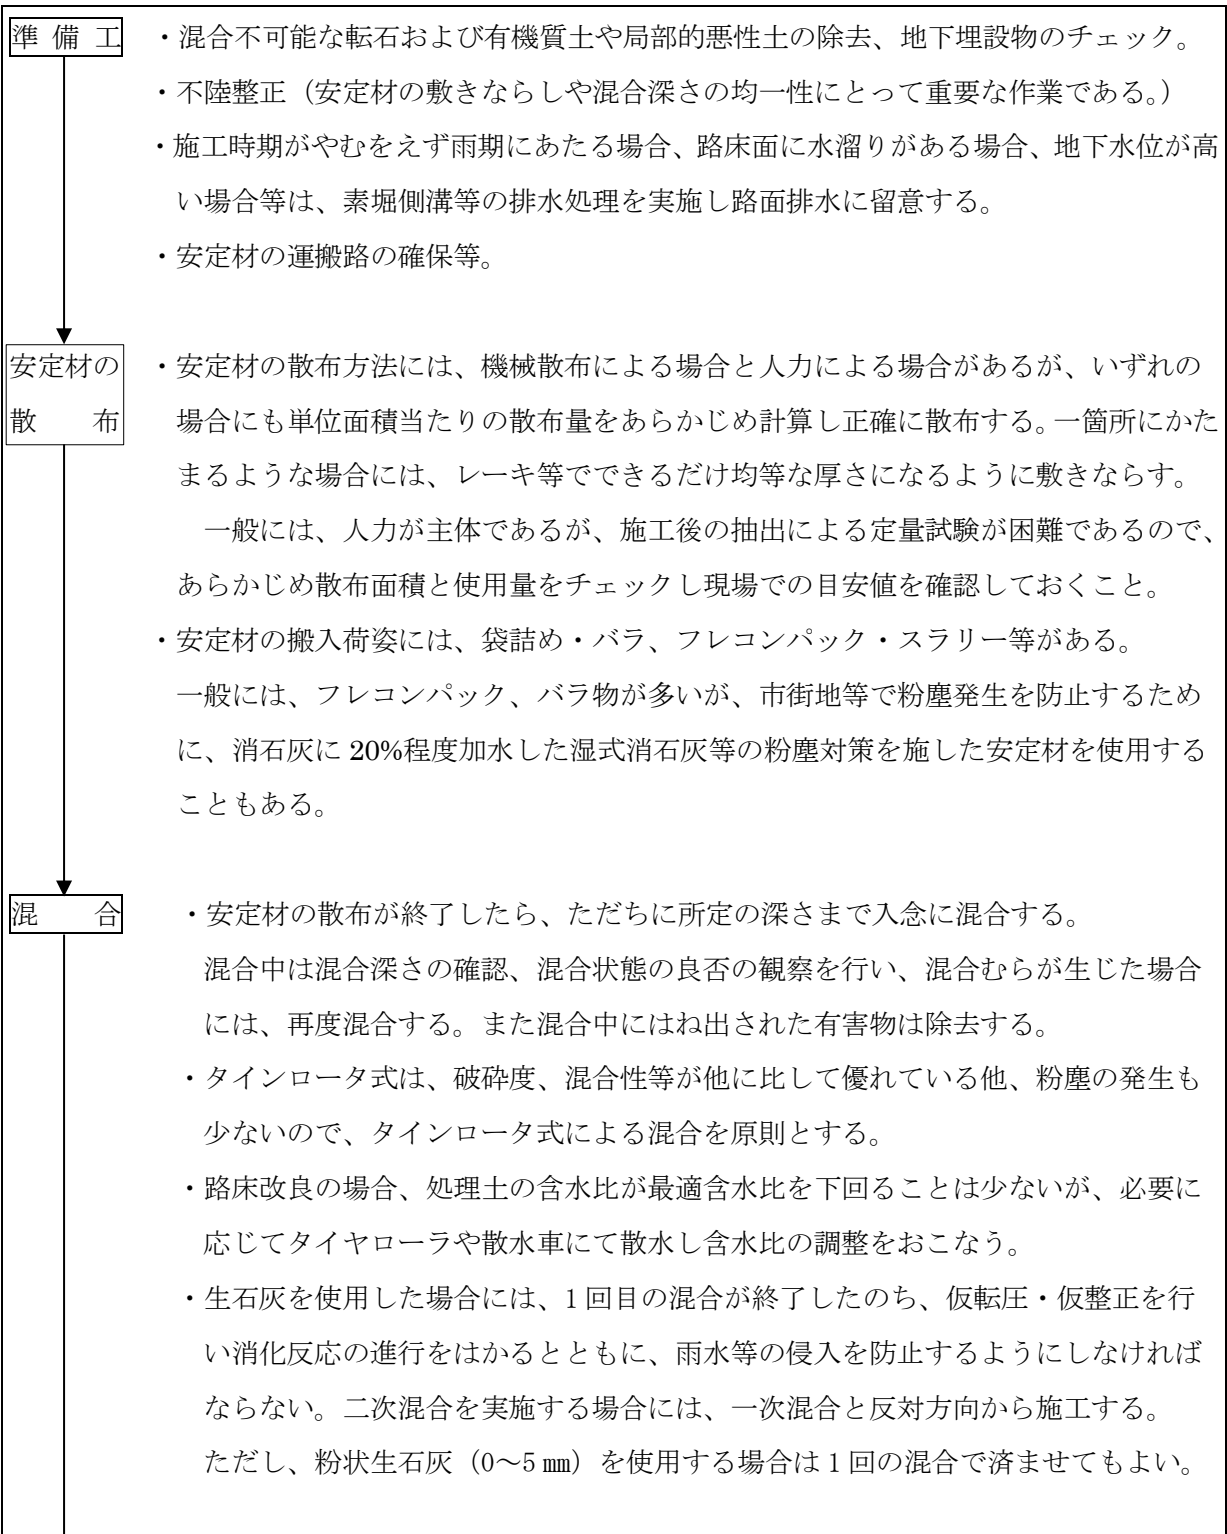 準 備 工
・混合不可能な転石および有機質土や局部的悪性土の除去、地下埋設物のチェック。
・不陸整正（安定材の敷きならしや混合深さの均一性にとって重要な作業である。）
・施工時期がやむをえず雨期にあたる場合、路床面に水溜りがある場合、地下水位が高
い場合等は、素堀側溝等の排水処理を実施し路面排水に留意する。
・安定材の運搬路の確保等。
安定材の
散　　布
・安定材の散布方法には、機械散布による場合と人力による場合があるが、いずれの
場合にも単位面積当たりの散布量をあらかじめ計算し正確に散布する。一箇所にかた
まるような場合には、レーキ等でできるだけ均等な厚さになるように敷きならす。
一般には、人力が主体であるが、施工後の抽出による定量試験が困難であるので、
あらかじめ散布面積と使用量をチェックし現場での目安値を確認しておくこと。
・安定材の搬入荷姿には、袋詰め・バラ、フレコンパック・スラリー等がある。
一般には、フレコンパック、バラ物が多いが、市街地等で粉塵発生を防止するため
に、消石灰に 20%程度加水した湿式消石灰等の粉塵対策を施した安定材を使用する
こともある。
混　　合
・安定材の散布が終了したら、ただちに所定の深さまで入念に混合する。
混合中は混合深さの確認、混合状態の良否の観察を行い、混合むらが生じた場合
には、再度混合する。また混合中にはね出された有害物は除去する。
・タインロータ式は、破砕度、混合性等が他に比して優れている他、粉塵の発生も
少ないので、タインロータ式による混合を原則とする。
・路床改良の場合、処理土の含水比が最適含水比を下回ることは少ないが、必要に
応じてタイヤローラや散水車にて散水し含水比の調整をおこなう。
・生石灰を使用した場合には、1 回目の混合が終了したのち、仮転圧・仮整正を行
い消化反応の進行をはかるとともに、雨水等の侵入を防止するようにしなければ
ならない。二次混合を実施する場合には、一次混合と反対方向から施工する。
ただし、粉状生石灰（0～5 ㎜）を使用する場合は 1 回の混合で済ませてもよい。